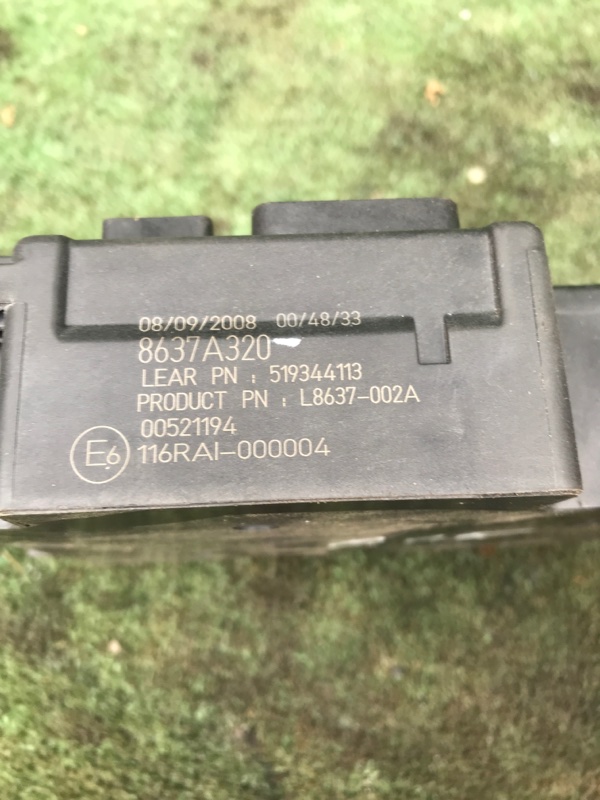 08/09/2008 00/48/33
8637A320
LEAR PN : 519344113
PRODUCT PN : L8637-002A
00521194
E6 116RAI-000004